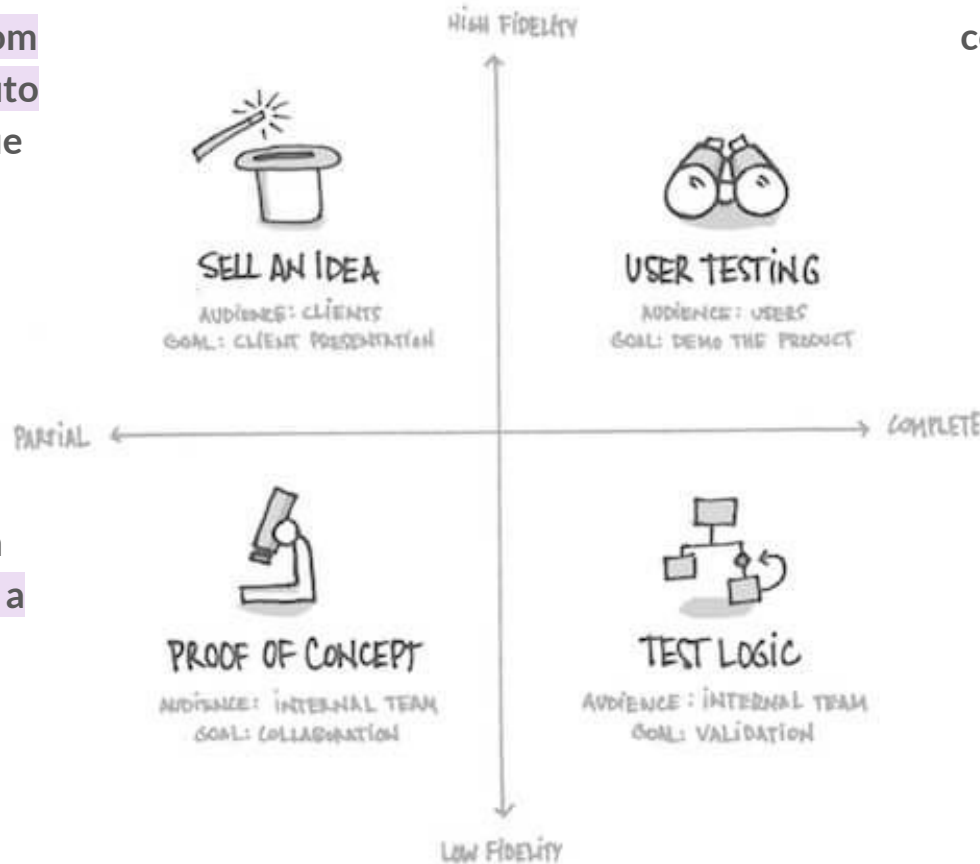 HIGH FIDELITY
SELL AN IDEA
AUDIENCE: CLIENTS
GOAL: CLIENT PRESENTATION
USER TESTING
AUDIENCE: USERS
GOAL: DEMO THE PRODUCT
PARTIAL
COMPLETE
a
PROOF OF CONCEPT
AUDIENCE: INTERNAL TEAM
GOAL: COLLABORATION
TEST LOGIC
AUDIENCE: INTERNAL TEAM
GOAL: VALIDATION
LOW FIDELITY